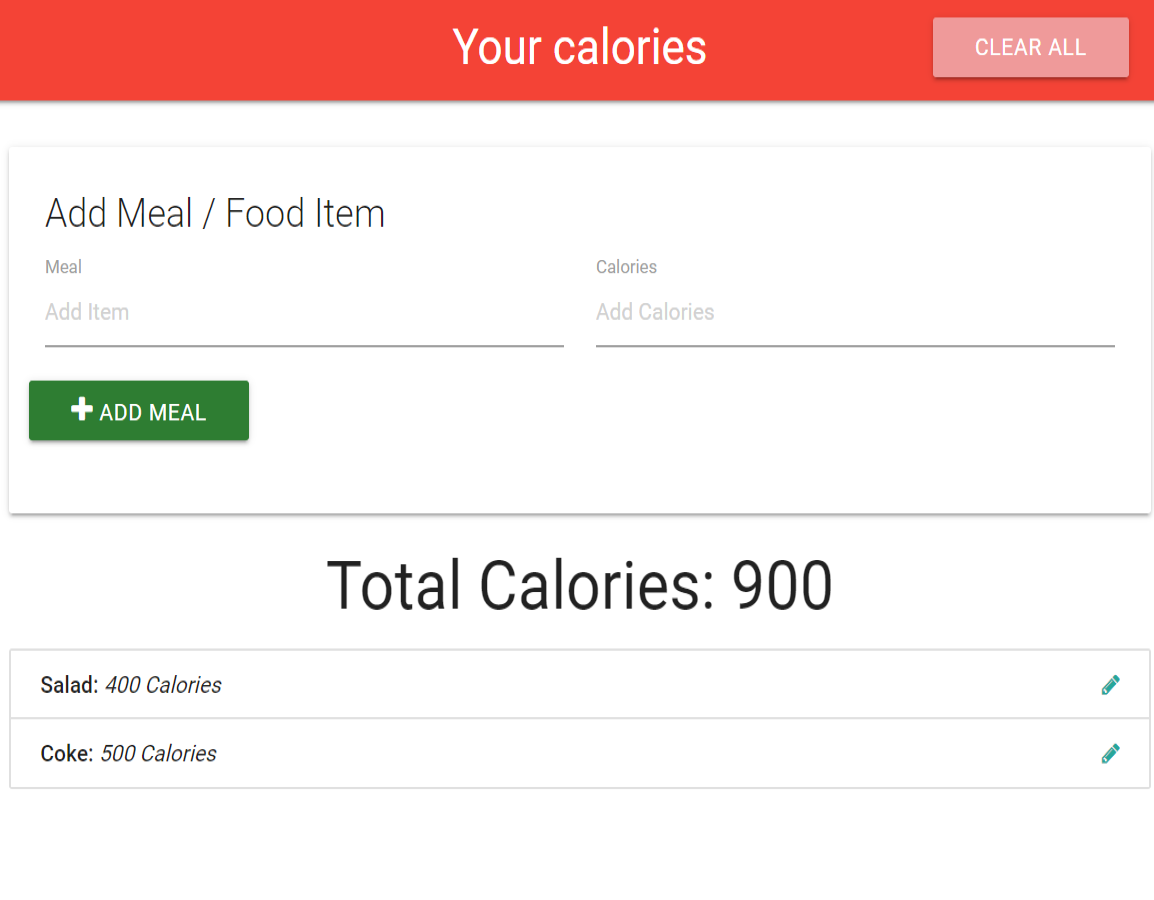 Your calories
CLEAR ALL
Add Meal / Food Item
Meal
Calories
Add Item
Add Calories
ADD MEAL
Total Calories: 900
Salad: 400 Calories
Coke: 500 Calories